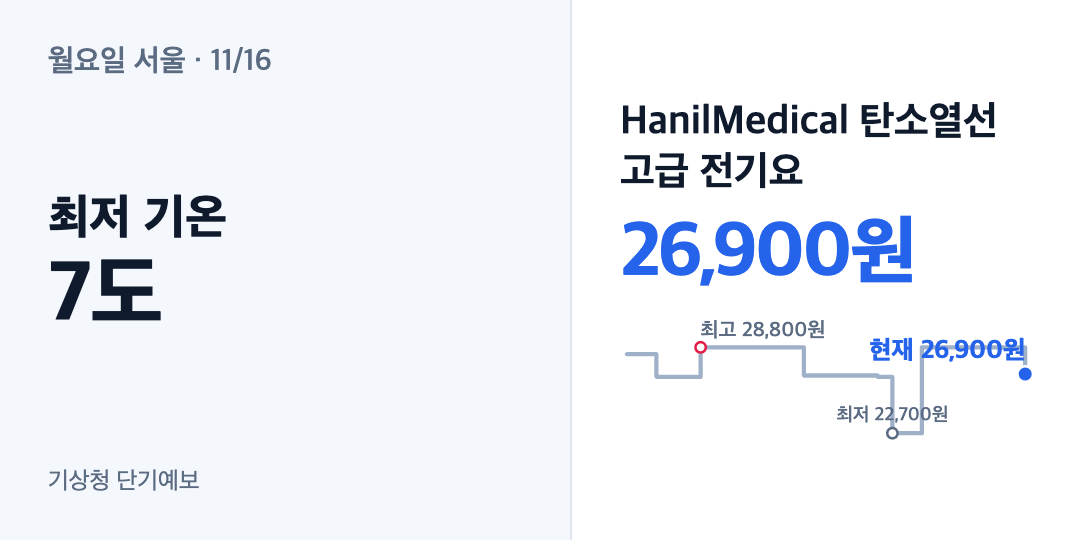 월요일 서울 · 11/16
최저 기온
7도
기상청 단기예보
HanilMedical 탄소열선
고급 전기요
26,900원
최고 28,800원
현재 26,900원
최저 22,700원